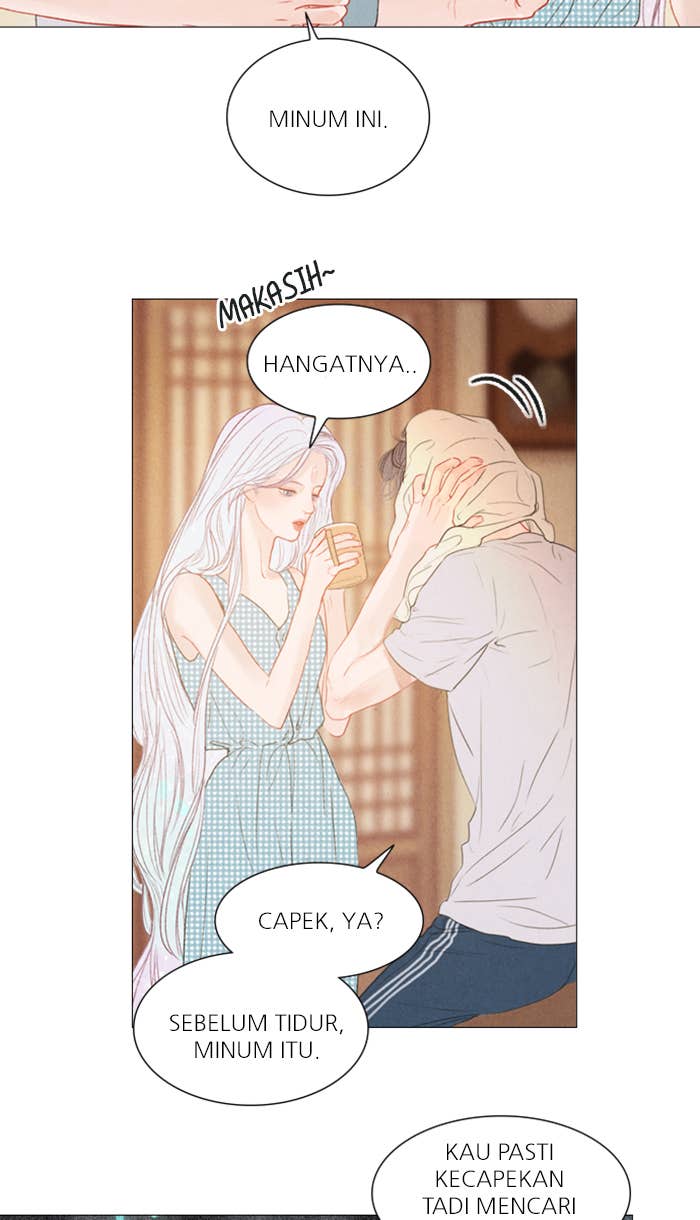 MINUM INI.
MAKASIH~
HANGATNYA..
CAPEK, YA?
SEBELUM TIDUR,
MINUM ITU.
KAU PASTI
KECAPEKAN
TADI MENCARI